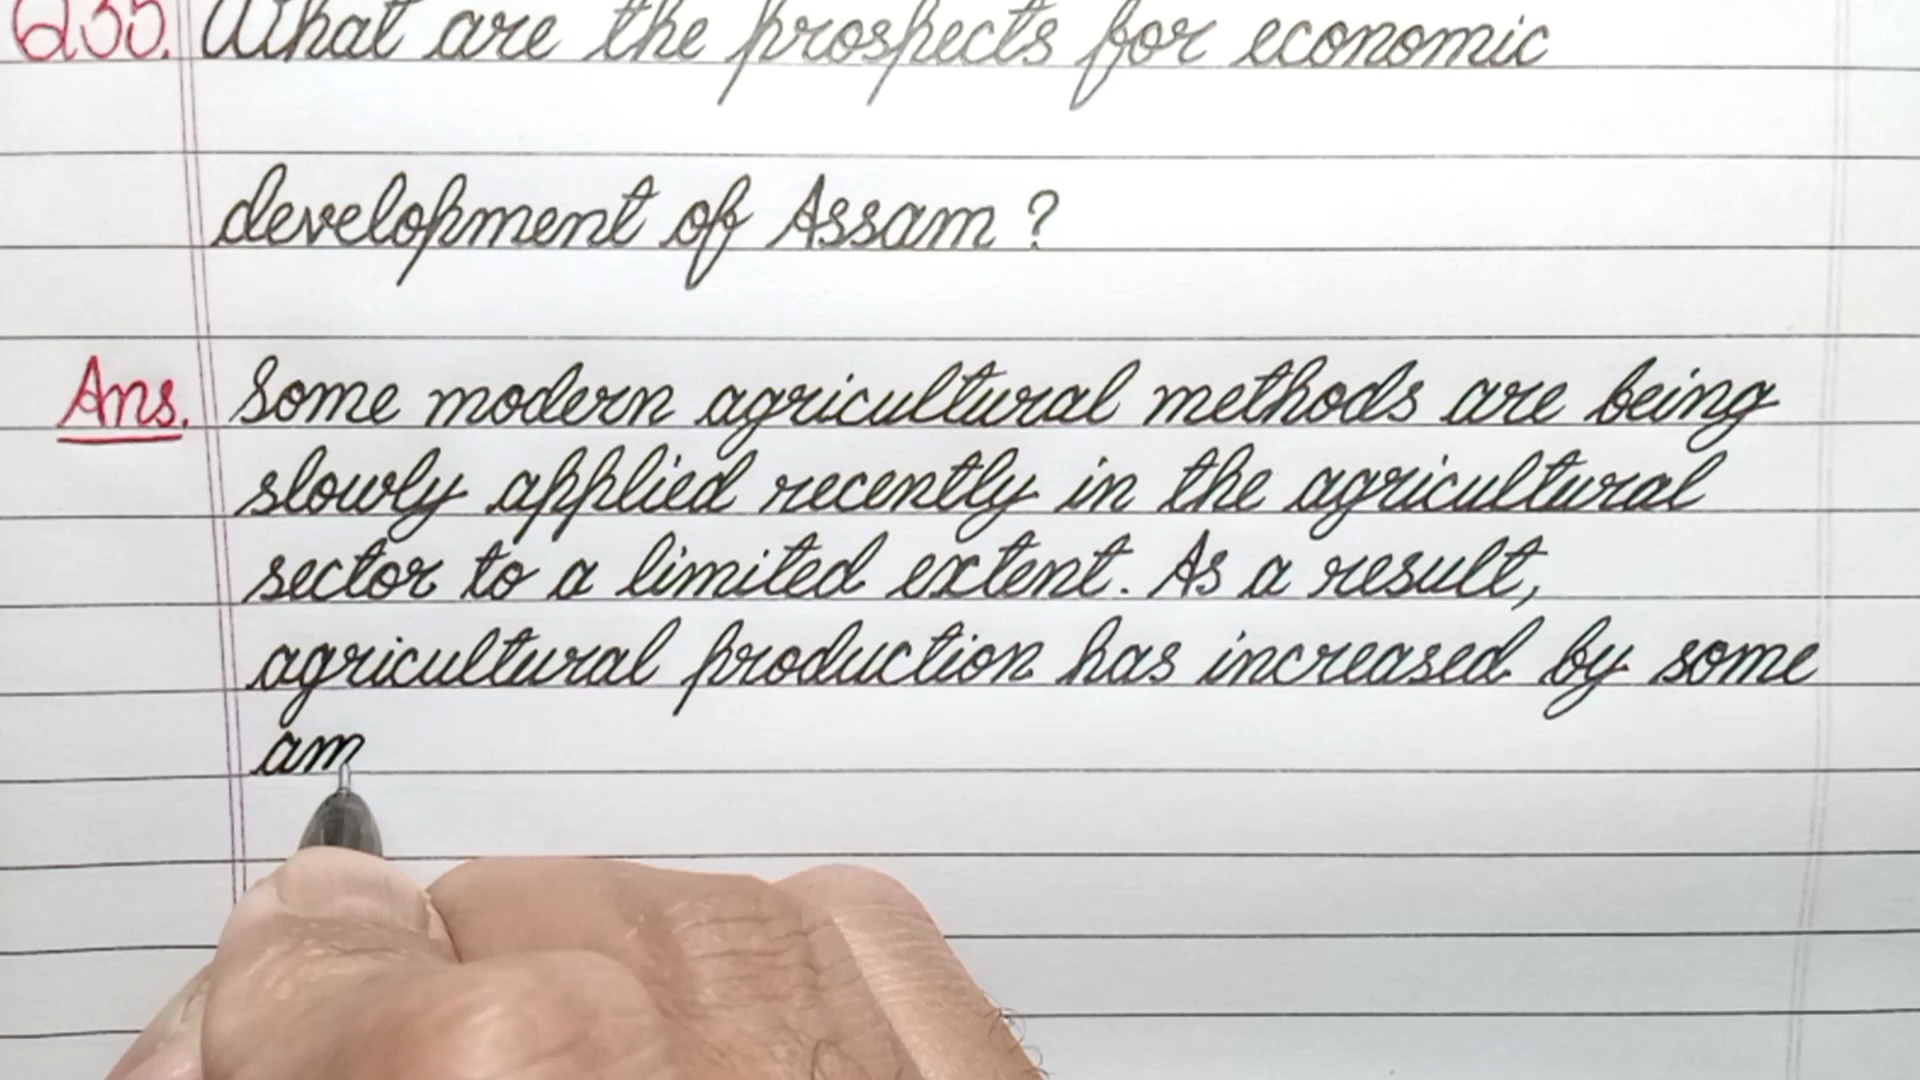 Q35. What are the prospects for economic
development of Assam ?
Ans. Some modern agricultural methods are being
slowly applied recently in the agricultural
sector to a limited extent. As a result,
agricultural production has increased by some
am